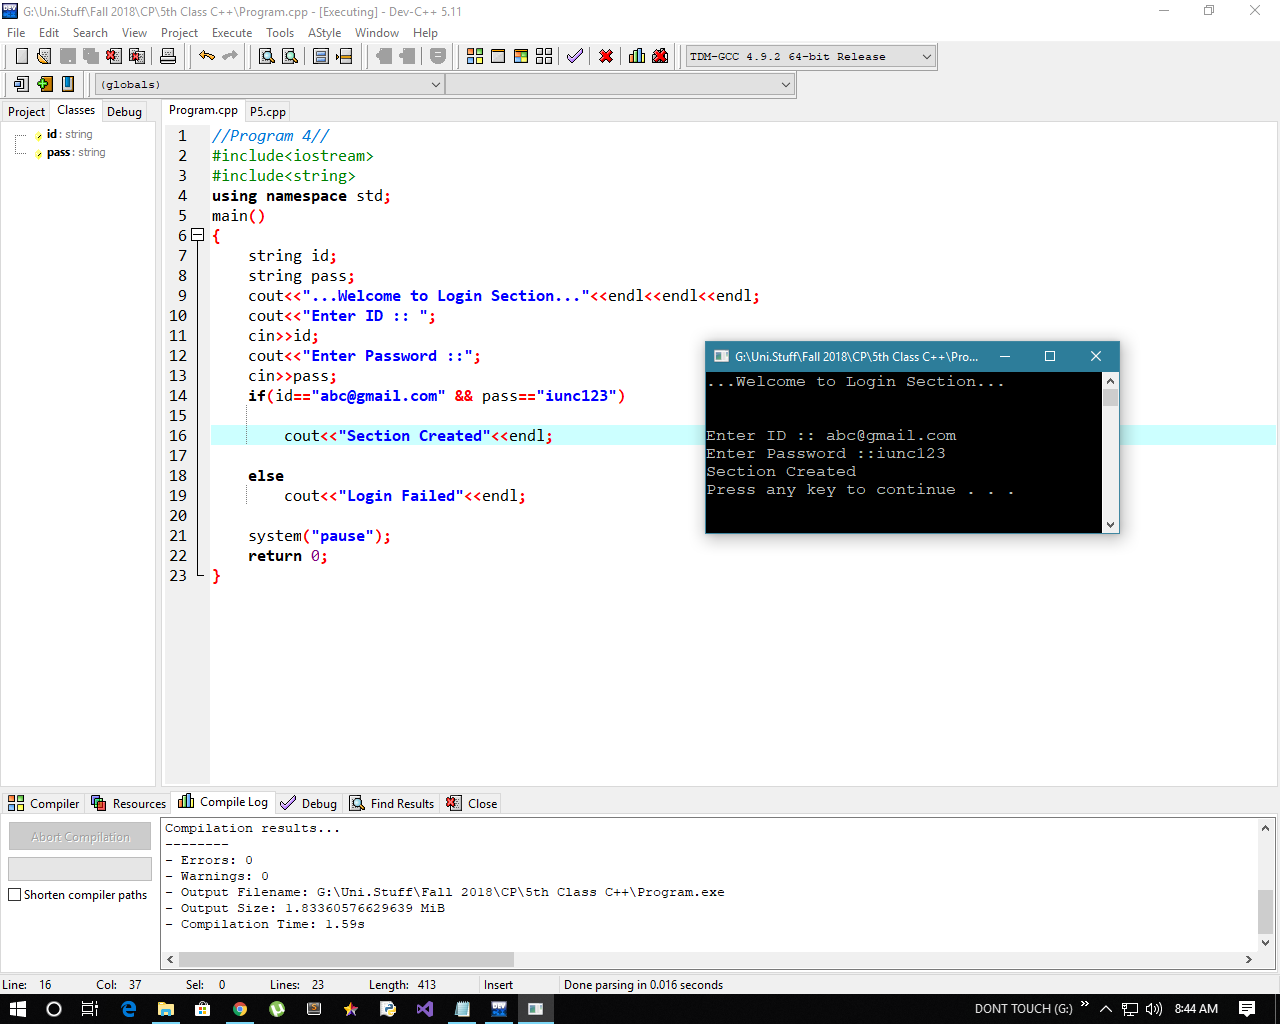 G:\Uni.Stuff\Fall 2018\CP\5th Class C++\Program.cpp - [Executing] - Dev-C++ 5.11
File Edit Search View Project Execute Tools AStyle Window Help
TDM-GCC 4.9.2 64-bit Release
(globals)
Project Classes Debug
Program.cpp P5.cpp
id : string
pass : string
1 //Program 4//
2 #include<iostream>
3 #include<string>
4 using namespace std;
5 main()
6 {
7 string id;
8 string pass;
9 cout<<"...Welcome to Login Section..."<<endl<<endl<<endl;
10 cout<<"Enter ID :: ";
11 cin>>id;
12 cout<<"Enter Password ::";
13 cin>>pass;
14 if(id=="abc@gmail.com" && pass=="iunc123")
15
16 cout<<"Section Created"<<endl;
17
18 else
19 cout<<"Login Failed"<<endl;
20
21 system("pause");
22 return 0;
23 }
G:\Uni.Stuff\Fall 2018\CP\5th Class C++\Pro...
...Welcome to Login Section...
Enter ID :: abc@gmail.com
Enter Password ::iunc123
Section Created
Press any key to continue . . .
Compiler Resources Compile Log Debug Find Results Close
Abort Compilation
Shorten compiler paths
Compilation results...
--------
- Errors: 0
- Warnings: 0
- Output Filename: G:\Uni.Stuff\Fall 2018\CP\5th Class C++\Program.exe
- Output Size: 1.83360576629639 MiB
- Compilation Time: 1.59s
Line: 16 Col: 37 Sel: 0 Lines: 23 Length: 413 Insert Done parsing in 0.016 seconds
DONT TOUCH (G:) 8:44 AM